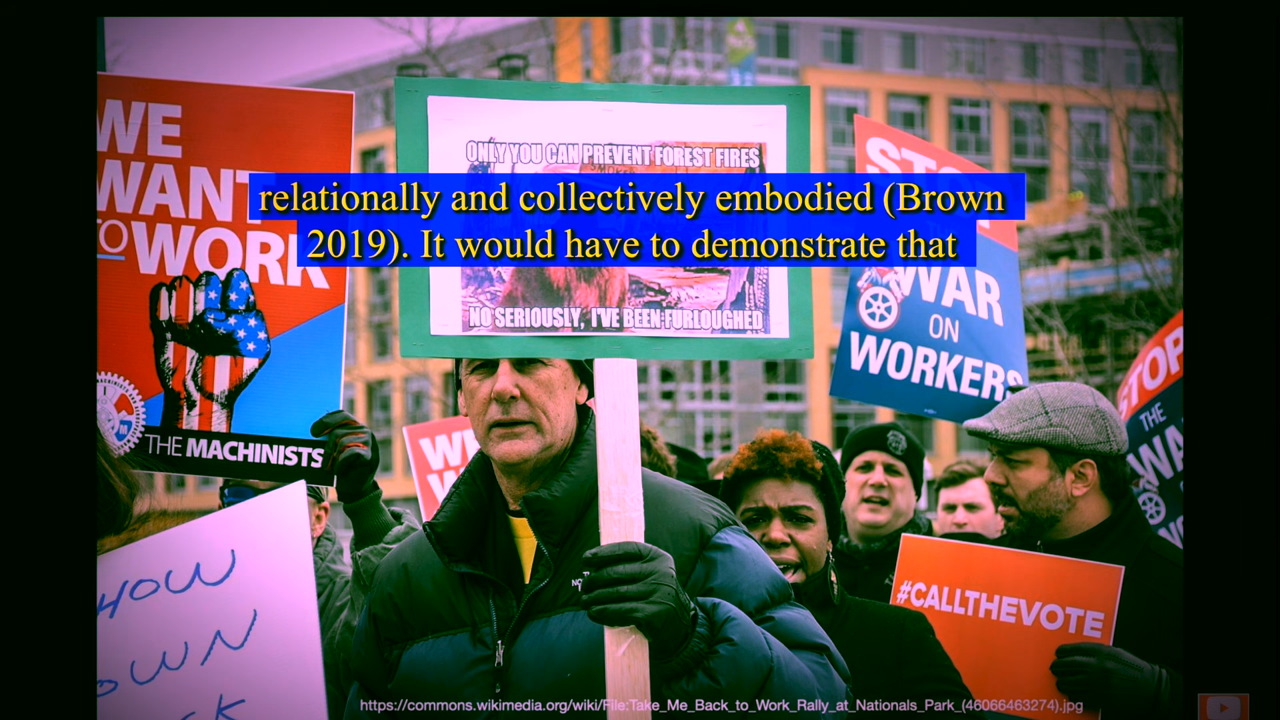 WE
WANT
TO WORK
THE MACHINISTS
ONLY YOU CAN PREVENT FOREST FIRES
relationally and collectively embodied (Brown
2019). It would have to demonstrate that
NO SERIOUSLY, I'VE BEEN FURLOUGHED
WAR
ON
WORKERS
STOP
THE
#CALLTHEVOTE
https://commons.wikimedia.org/wiki/File:Take_Me_Back_to_Work_Rally_at_Nationals_Park_(46066463274).jpg